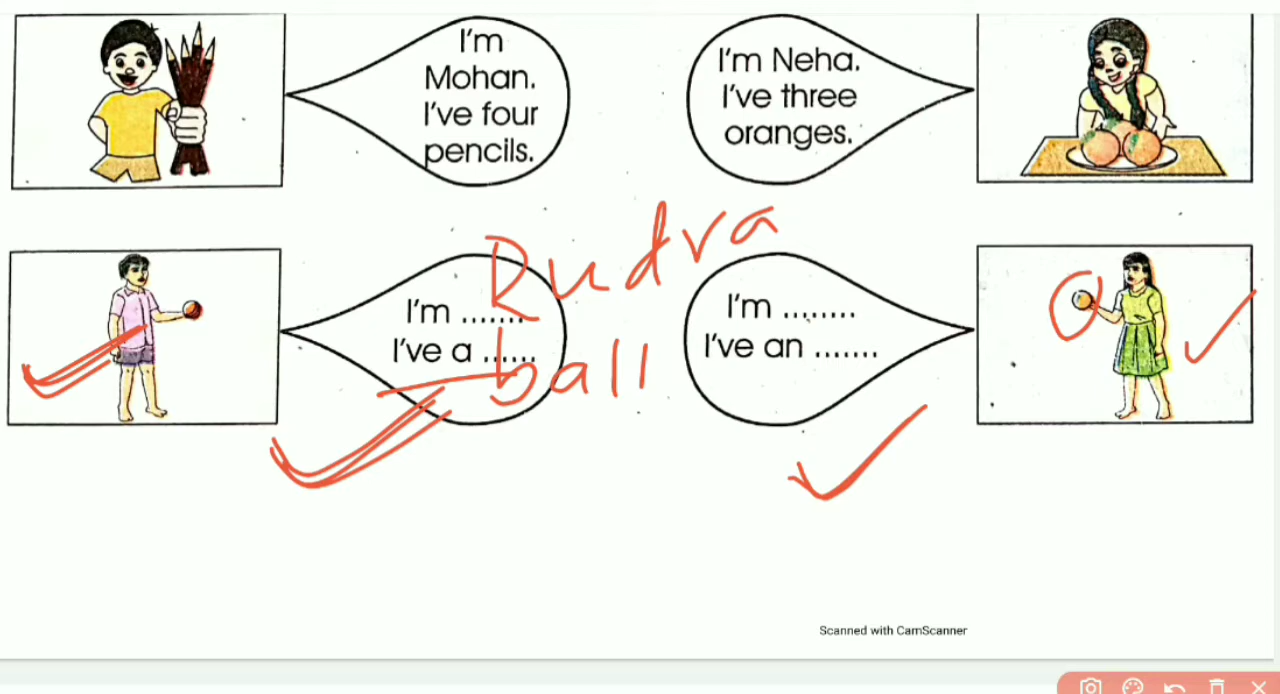 I'm
Mohan.
I've four
pencils.
I'm Neha.
I've three
oranges.
I'm ....... Rudra
I've a ...... ball
I'm ........
I've an .......
Scanned with CamScanner